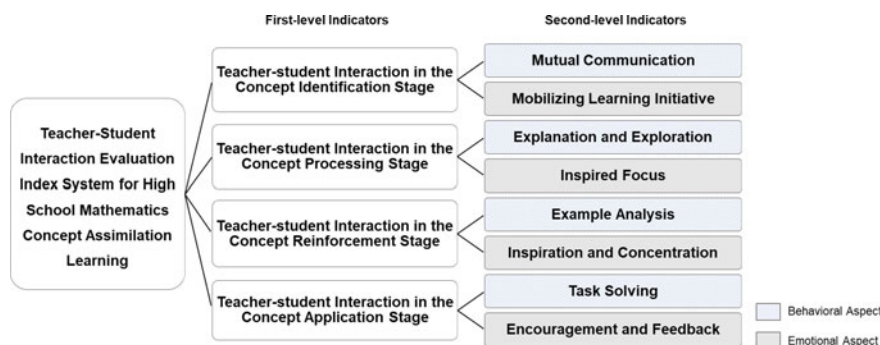 First-level Indicators
Second-level Indicators
Teacher-Student
Interaction Evaluation
Index System for High
School Mathematics
Concept Assimilation
Learning
Teacher-student Interaction in the
Concept Identification Stage
Mutual Communication
Mobilizing Learning Initiative
Teacher-student Interaction in the
Concept Processing Stage
Explanation and Exploration
Inspired Focus
Teacher-student Interaction in the
Concept Reinforcement Stage
Example Analysis
Inspiration and Concentration
Teacher-student Interaction in the
Concept Application Stage
Task Solving
Encouragement and Feedback
Behavioral Aspect
Emotional Aspect